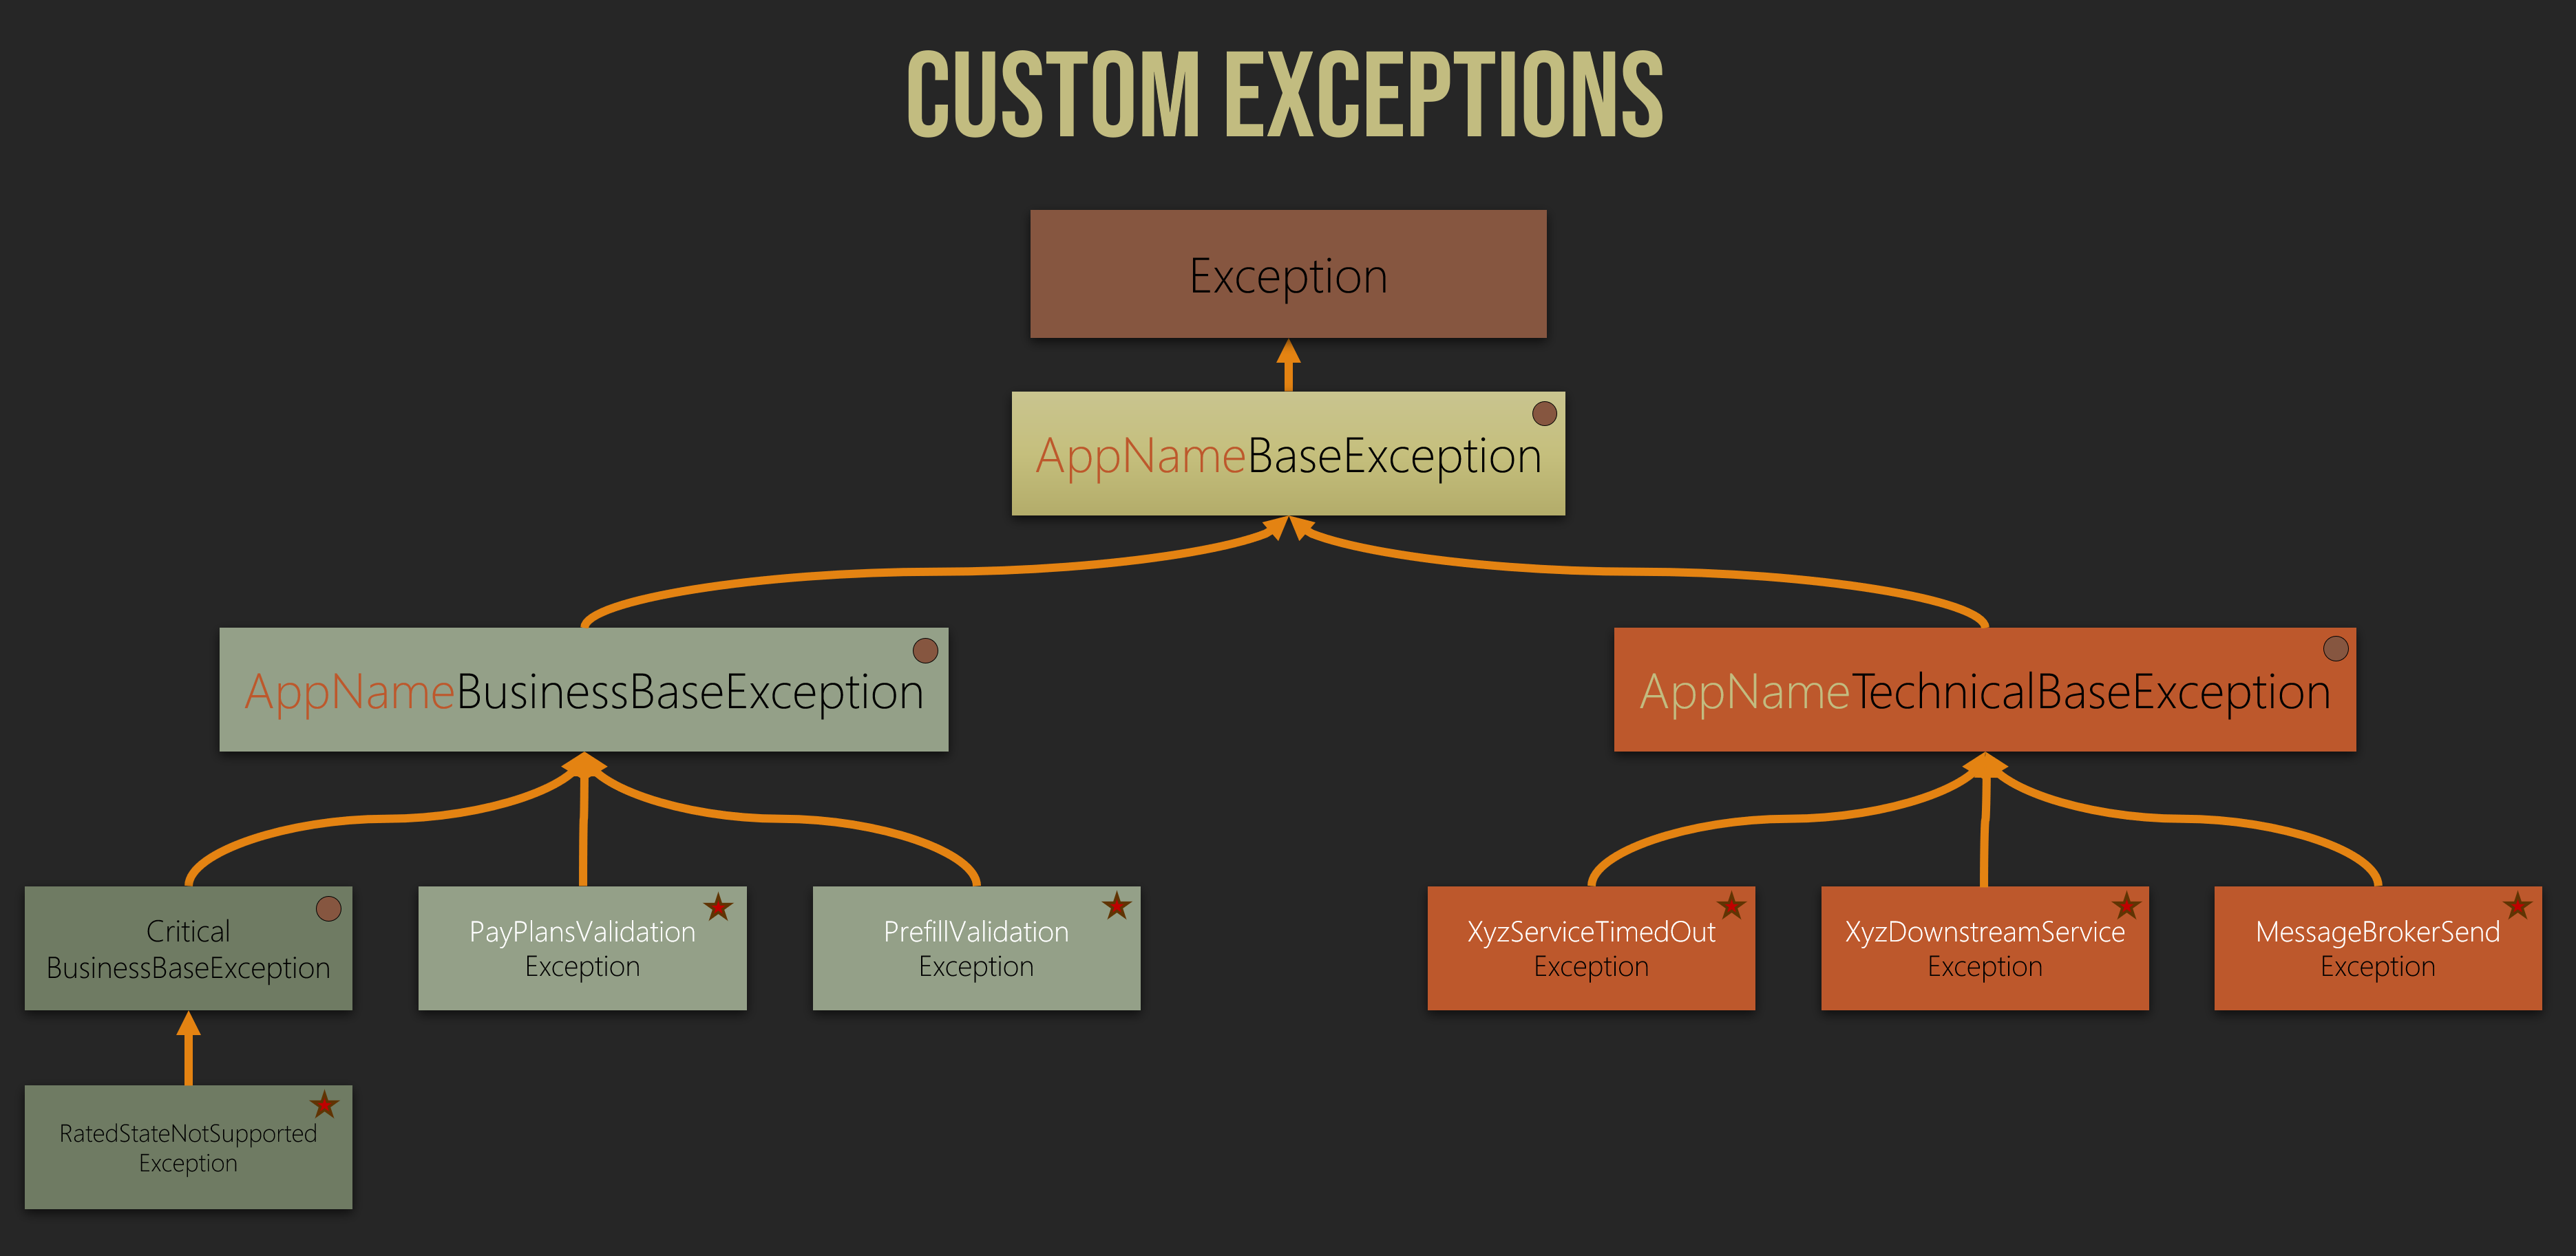 CUSTOM EXCEPTIONS
Exception
AppNameBaseException
AppNameBusinessBaseException
AppNameTechnicalBaseException
Critical
BusinessBaseException
PayPlansValidation
Exception
PrefillValidation
Exception
XyzServiceTimedOut
Exception
XyzDownstreamService
Exception
MessageBrokerSend
Exception
RatedStateNotSupported
Exception